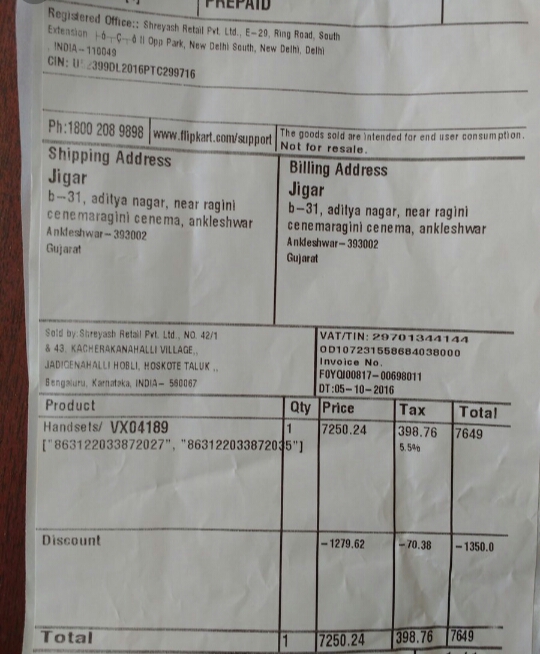 PREPAID
Registered Office:: Shreyash Retail Pvt. Ltd., E-29, Ring Road, South
Extension Opp Park, New Delhi South, New Delhi, Delhi
, INDIA-110049
CIN: 399DL2016PTC299716
Ph:1800 208 9898 www.flipkart.com/support The goods sold are intended for end user consumption.
Not for resale.
Shipping Address
Jigar
b-31, aditya nagar, near ragini
cenemaragini cenema, ankleshwar
Ankleshwar-393002
Gujarat
Billing Address
Jigar
b-31, aditya nagar, near ragini
cenemaragini cenema, ankleshwar
Ankleshwar-393002
Gujarat
Sold by:Shreyash Retail Pvt. Ltd., NO. 42/1
& 43, KACHERAKANAHALLI VILLAGE,,
JADIGENAHALLI HOBLI, HOSKOTE TALUK ,,
Bengaluru, Karnataka, INDIA- 560067
VAT/TIN: 29701344144
OD107231558684038000
Invoice No.
F0YQI00817-00698011
DT:05-10-2016
Product Qty Price Tax Total
Handsets/ VX04189 1 7250.24 398.76 7649
["863122033872027", "863122033872035"] 5.5%
Discount -1279.62 -70.38 -1350.0
Total 1 7250.24 398.76 7649